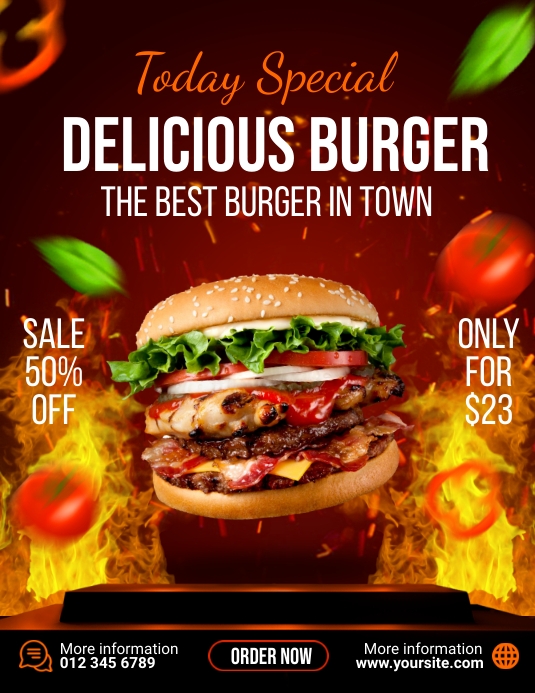 Today Special
DELICIOUS BURGER
THE BEST BURGER IN TOWN
SALE
50%
OFF
ONLY
FOR
$23
More information
012 345 6789
ORDER NOW
More information
www.yoursite.com